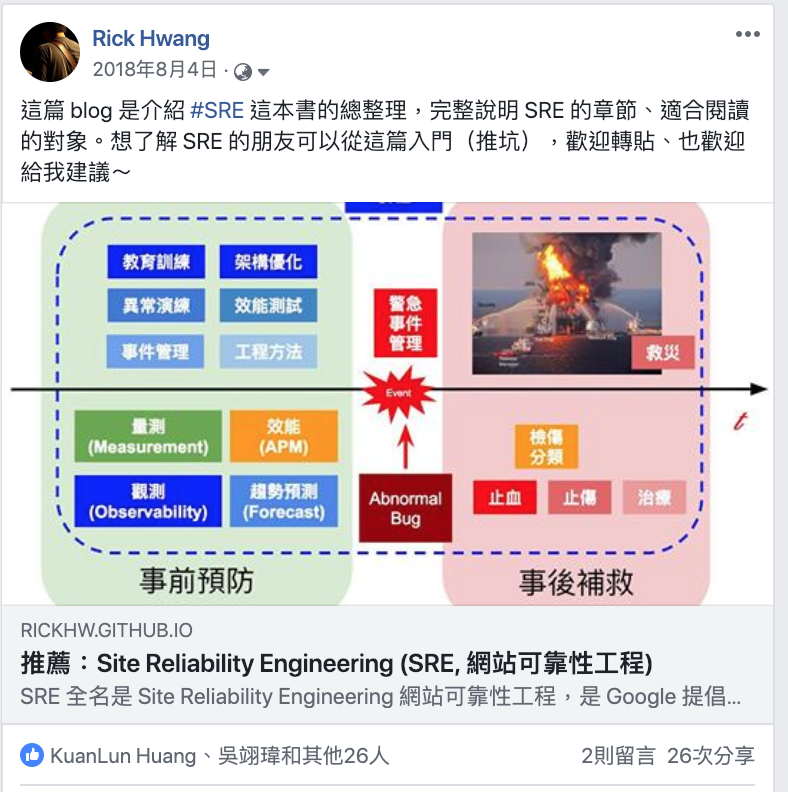 Rick Hwang
2018年8月4日 ·
這篇 blog 是介紹 #SRE 這本書的總整理，完整說明 SRE 的章節、適合閱讀
的對象。想了解 SRE 的朋友可以從這篇入門（推坑），歡迎轉貼、也歡迎
給我建議～
教育訓練
架構優化
異常演練
效能測試
事件管理
工程方法
警急
事件
管理
救災
Event
t
量測
(Measurement)
效能
(APM)
觀測
(Observability)
趨勢預測
(Forecast)
Abnormal
Bug
檢傷
分類
止血
止傷
治療
事前預防
事後補救
RICKHW.GITHUB.IO
推薦：Site Reliability Engineering (SRE, 網站可靠性工程)
SRE 全名是 Site Reliability Engineering 網站可靠性工程，是 Google 提倡...
KuanLun Huang、吳翊瑋和其他26人
2則留言 26次分享